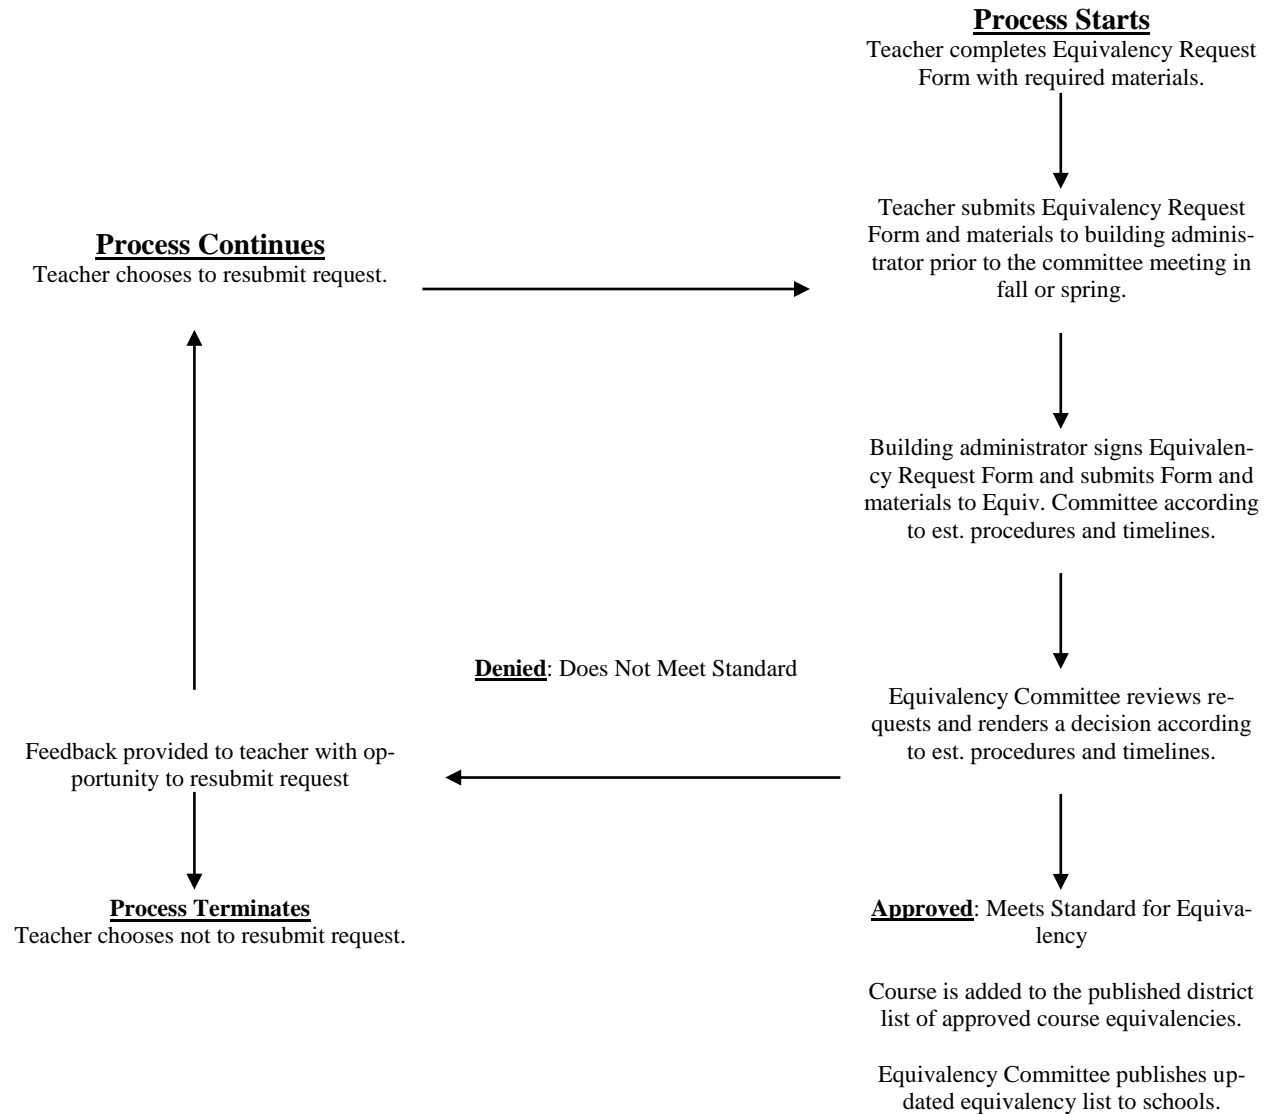 Process Starts
Teacher completes Equivalency Request
Form with required materials.
Teacher submits Equivalency Request
Form and materials to building adminis-
trator prior to the committee meeting in
fall or spring.
Process Continues
Teacher chooses to resubmit request.
Building administrator signs Equivalen-
cy Request Form and submits Form and
materials to Equiv. Committee according
to est. procedures and timelines.
Denied: Does Not Meet Standard
Equivalency Committee reviews re-
quests and renders a decision according
to est. procedures and timelines.
Feedback provided to teacher with op-
portunity to resubmit request
Process Terminates
Teacher chooses not to resubmit request.
Approved: Meets Standard for Equiva-
lency
Course is added to the published district
list of approved course equivalencies.
Equivalency Committee publishes up-
dated equivalency list to schools.